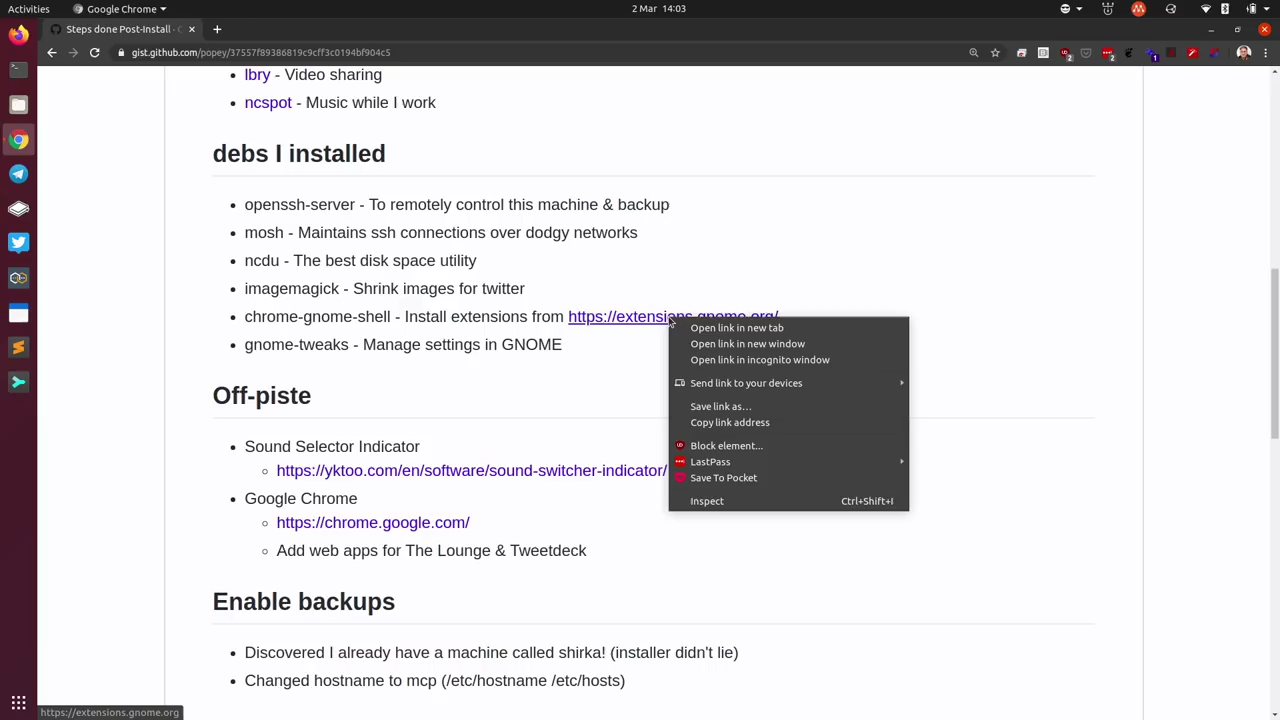 Activities
Google Chrome
2 Mar 14:03
Steps done Post-Install · G
gist.github.com/popey/37557f89386819c9cff3c0194bf904c5
2
2
1
lbry - Video sharing
ncspot - Music while I work
debs I installed
openssh-server - To remotely control this machine & backup
mosh - Maintains ssh connections over dodgy networks
ncdu - The best disk space utility
imagemagick - Shrink images for twitter
chrome-gnome-shell - Install extensions from https://extensions.gnome.org/
gnome-tweaks - Manage settings in GNOME
Open link in new tab
Open link in new window
Open link in incognito window
Send link to your devices
Save link as…
Copy link address
Block element...
LastPass
Save To Pocket
Inspect Ctrl+Shift+I
Off-piste
Sound Selector Indicator
https://yktoo.com/en/software/sound-switcher-indicator/
Google Chrome
https://chrome.google.com/
Add web apps for The Lounge & Tweetdeck
Enable backups
Discovered I already have a machine called shirka! (installer didn't lie)
Changed hostname to mcp (/etc/hostname /etc/hosts)
https://extensions.gnome.org